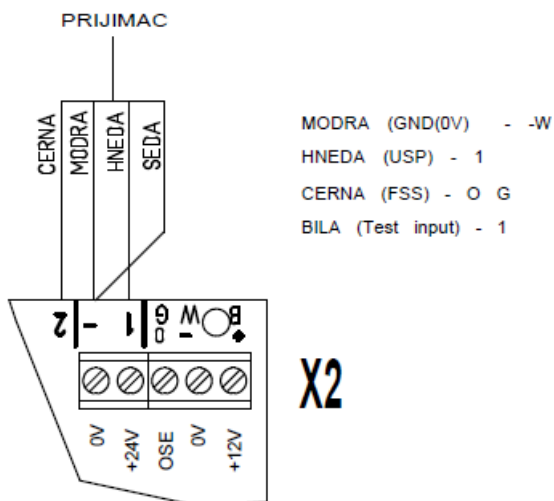 PRIJIMAC
CERNA
MODRA
HNEDA
SEDA
MODRA (GND(0V) - -W
HNEDA (USP) - 1
CERNA (FSS) - O G
BILA (Test input) - 1
2 - 1 G W B
0 - 
X2
0V
+24V
OSE
0V
+12V